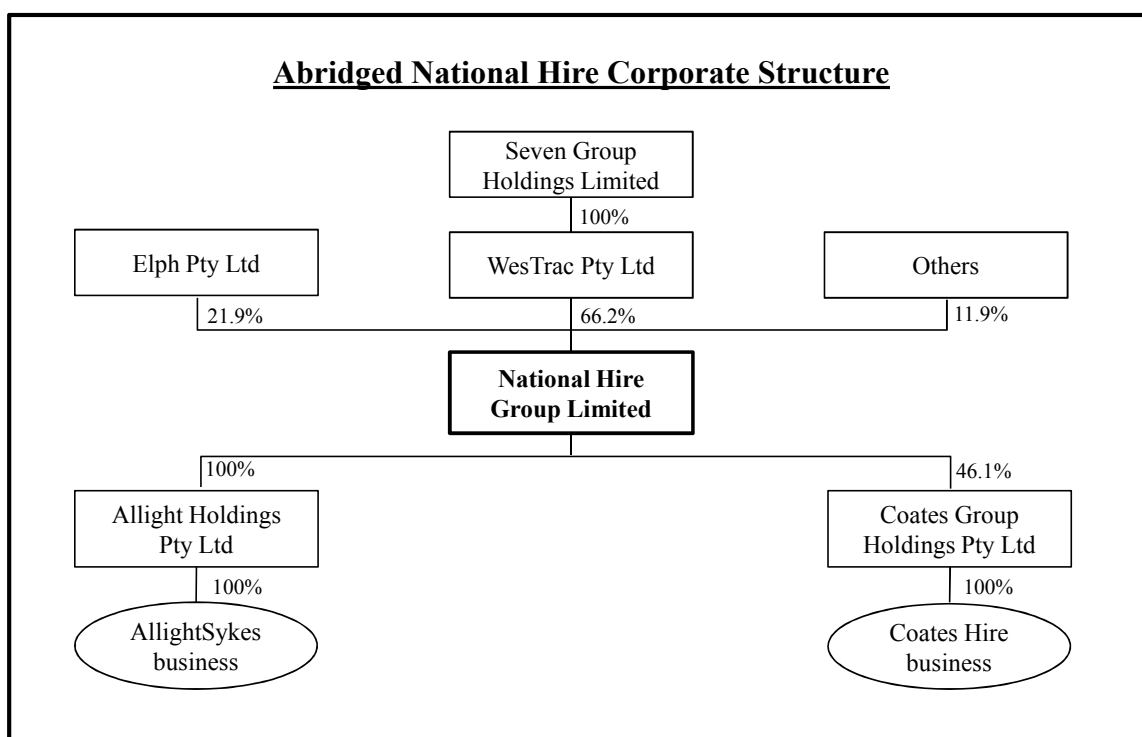 Abridged National Hire Corporate Structure
Seven Group
Holdings Limited
100%
Elph Pty Ltd
WesTrac Pty Ltd
Others
21.9%
66.2%
11.9%
National Hire
Group Limited
100%
46.1%
Allight Holdings
Pty Ltd
Coates Group
Holdings Pty Ltd
100%
100%
AllightSykes
business
Coates Hire
business